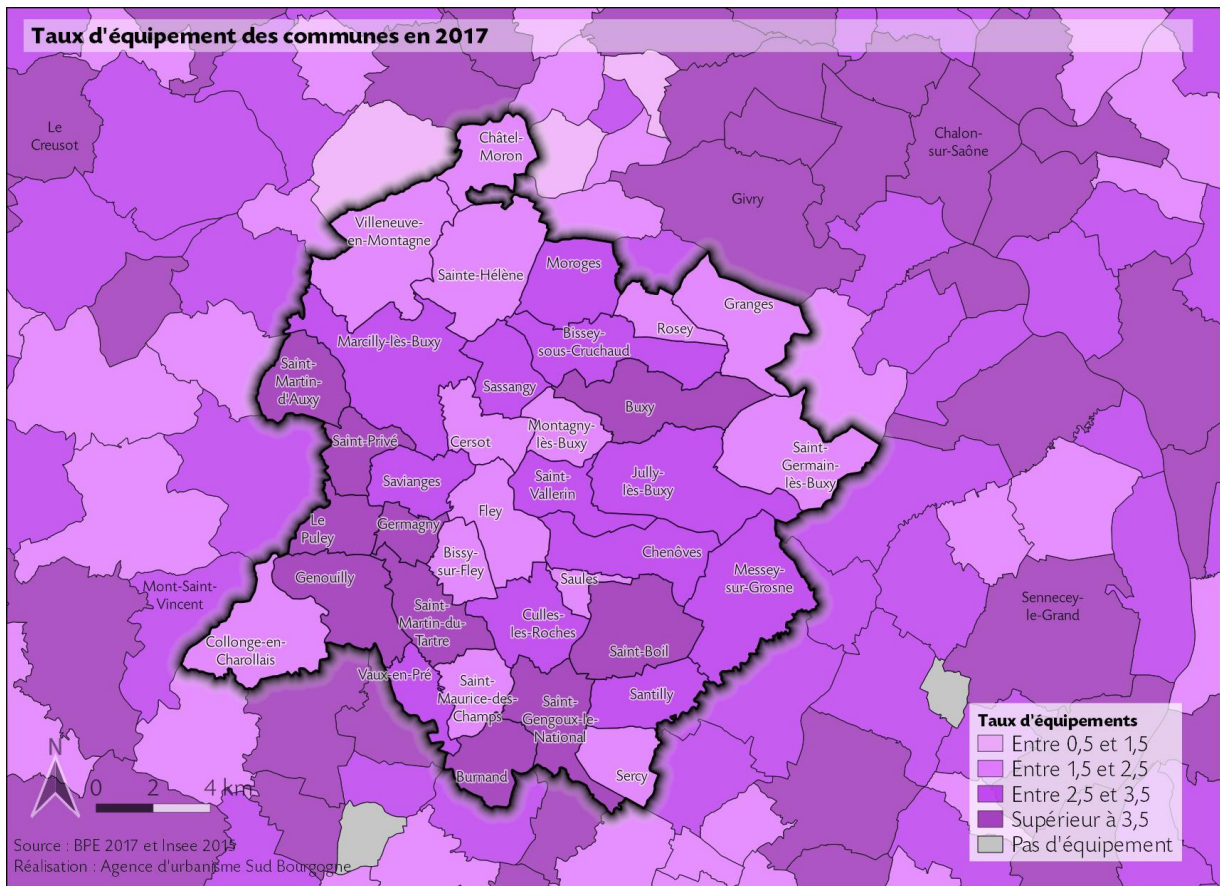 Taux d'équipement des communes en 2017
Le
Creusot
Châtel-
Moron
Chalon-
sur-Saône
Givry
Villeneuve-
en-Montagne
Sainte-Hélène
Moroges
Granges
Rosey
Bissey-
sous-Cruchaud
Marcilly-lès-Buxy
Saint-
Martin-
d'Auxy
Sassangy
Buxy
Montagny-
lès-Buxy
Cersot
Saint-Privé
Saint-
Germain-
lès-Buxy
Savianges
Saint-
Vallerin
Jully-
lès-Buxy
Fley
Le
Puley
Germagny
Bissy-
sur-Fley
Chenôves
Messey-
sur-Grosne
Mont-Saint-
Vincent
Genouilly
Saules
Sennecey-
le-Grand
Saint-
Martin-du-
Tartre
Culles-
les-Roches
Collonge-en-
Charollais
Saint-Boil
Vaux-en-Pré
Saint-
Maurice-des-
Champs
Saint-
Gengoux-le-
National
Santilly
Sercy
Burnand
N
0 2 4 km
Source : BPE 2017 et Insee 2015
Réalisation : Agence d'urbanisme Sud Bourgogne
Taux d'équipements
Entre 0,5 et 1,5
Entre 1,5 et 2,5
Entre 2,5 et 3,5
Supérieur à 3,5
Pas d'équipement